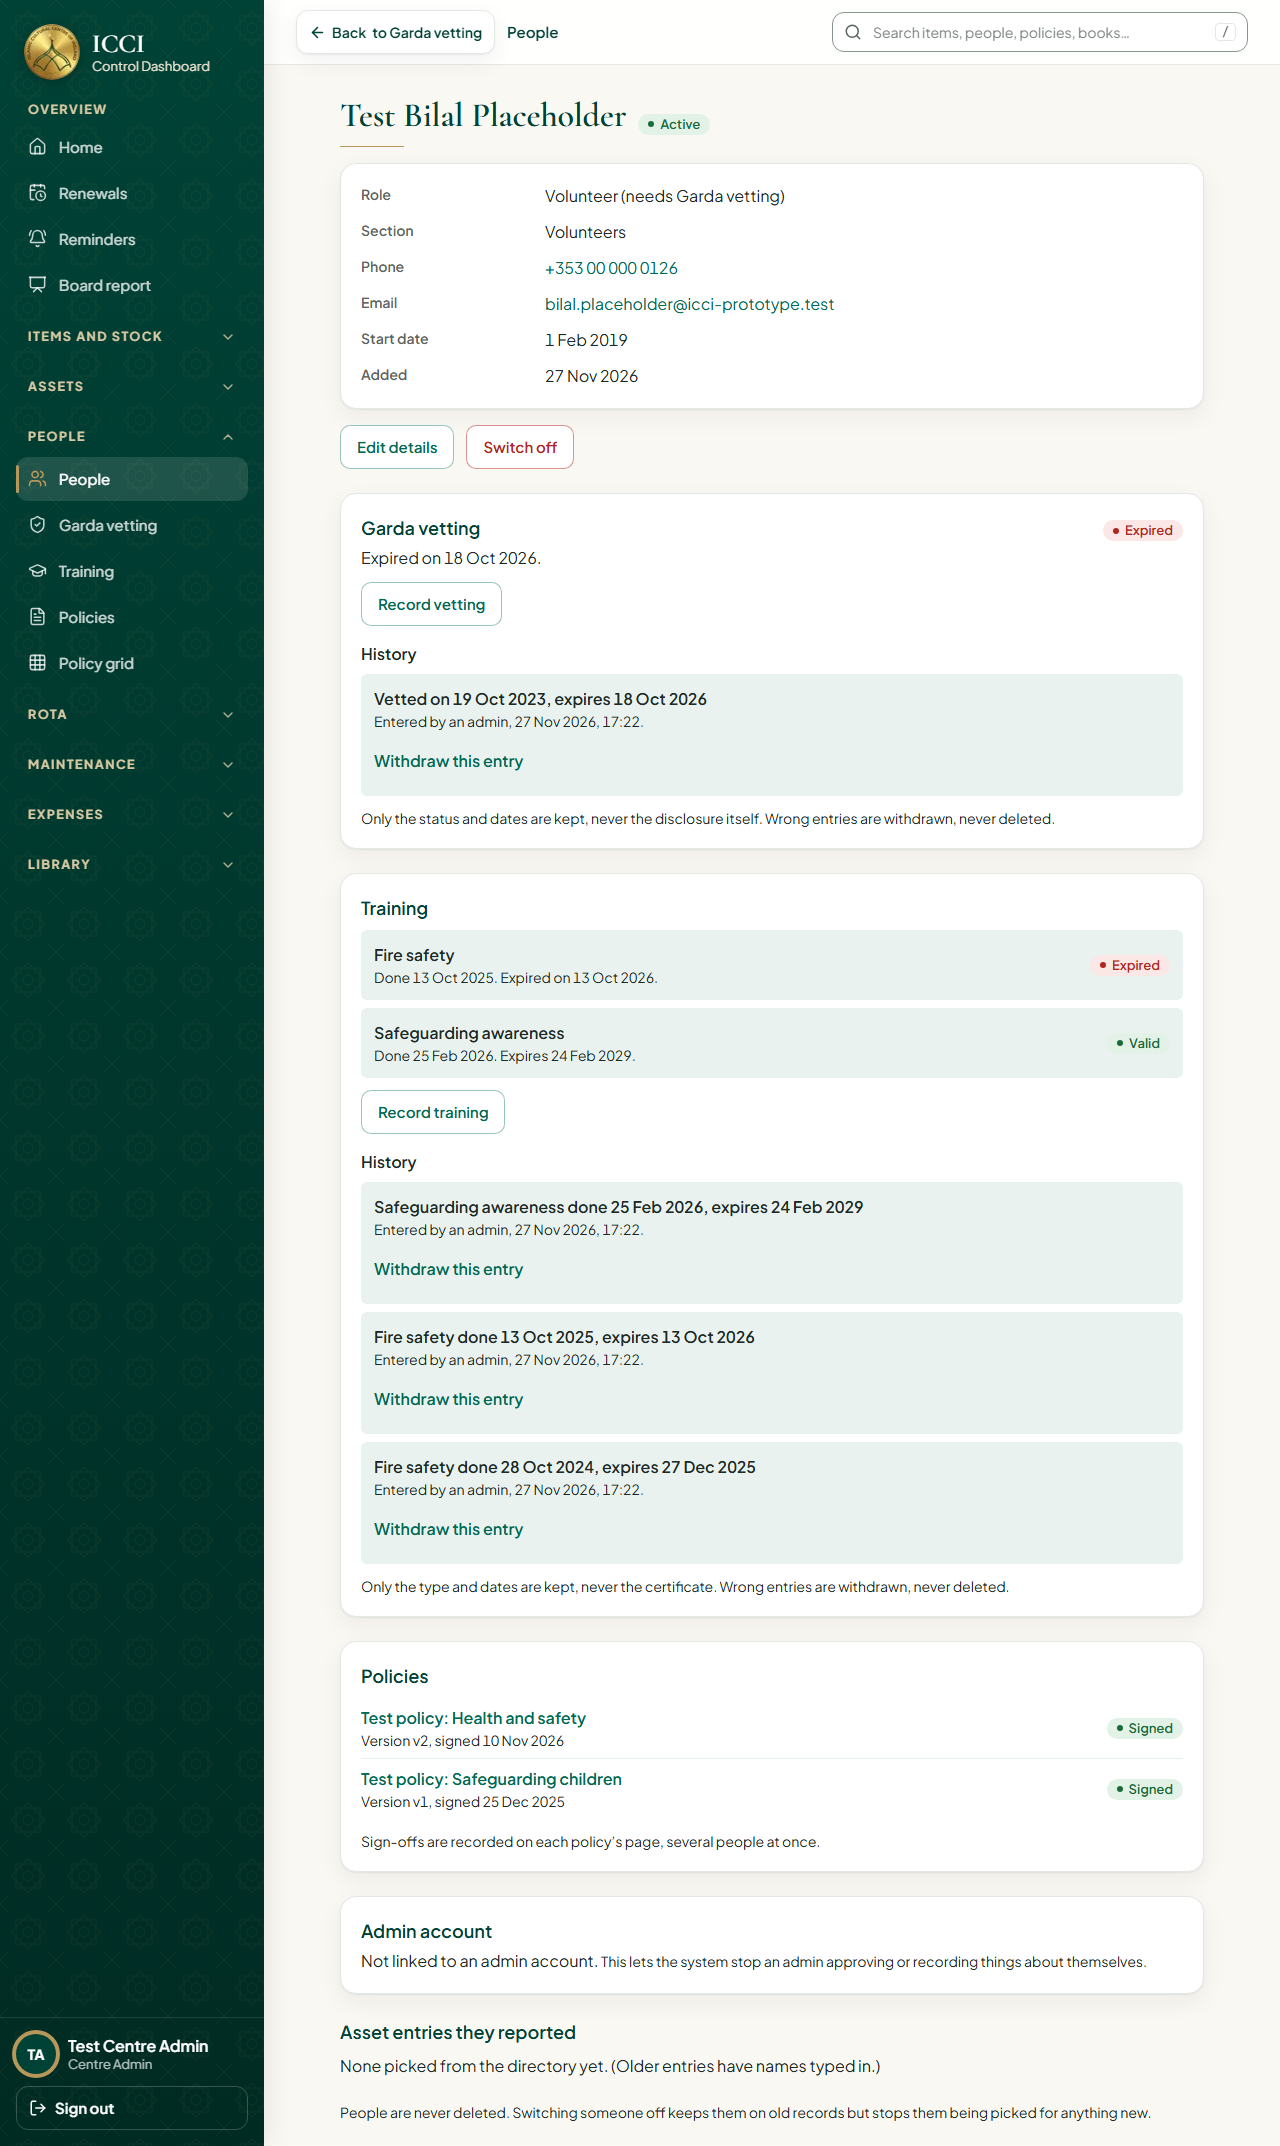 ICCI
Control Dashboard
OVERVIEW
Home
Renewals
Reminders
Board report
ITEMS AND STOCK
ASSETS
PEOPLE
People
Garda vetting
Training
Policies
Policy grid
ROTA
MAINTENANCE
EXPENSES
LIBRARY
TA
Test Centre Admin
Centre Admin
Sign out
Back to Garda vetting
People
Search items, people, policies, books…
/
Test Bilal Placeholder
Active
Role
Volunteer (needs Garda vetting)
Section
Volunteers
Phone
+353 00 000 0126
Email
bilal.placeholder@icci-prototype.test
Start date
1 Feb 2019
Added
27 Nov 2026
Edit details
Switch off
Garda vetting
Expired
Expired on 18 Oct 2026.
Record vetting
History
Vetted on 19 Oct 2023, expires 18 Oct 2026
Entered by an admin, 27 Nov 2026, 17:22.
Withdraw this entry
Only the status and dates are kept, never the disclosure itself. Wrong entries are withdrawn, never deleted.
Training
Fire safety
Done 13 Oct 2025. Expired on 13 Oct 2026.
Expired
Safeguarding awareness
Done 25 Feb 2026. Expires 24 Feb 2029.
Valid
Record training
History
Safeguarding awareness done 25 Feb 2026, expires 24 Feb 2029
Entered by an admin, 27 Nov 2026, 17:22.
Withdraw this entry
Fire safety done 13 Oct 2025, expires 13 Oct 2026
Entered by an admin, 27 Nov 2026, 17:22.
Withdraw this entry
Fire safety done 28 Oct 2024, expires 27 Dec 2025
Entered by an admin, 27 Nov 2026, 17:22.
Withdraw this entry
Only the type and dates are kept, never the certificate. Wrong entries are withdrawn, never deleted.
Policies
Test policy: Health and safety
Version v2, signed 10 Nov 2026
Signed
Test policy: Safeguarding children
Version v1, signed 25 Dec 2025
Signed
Sign-offs are recorded on each policy's page, several people at once.
Admin account
Not linked to an admin account. This lets the system stop an admin approving or recording things about themselves.
Asset entries they reported
None picked from the directory yet. (Older entries have names typed in.)
People are never deleted. Switching someone off keeps them on old records but stops them being picked for anything new.